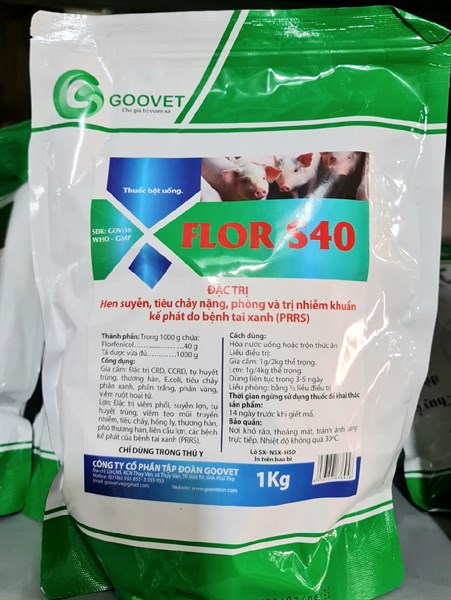 GOOVET
Cho giá trị vươn xa
Thuốc bột uống.
SĐK: GOV-50
WHO - GMP
FLOR S40
ĐẶC TRỊ
Hen suyễn, tiêu chảy nặng, phòng và trị nhiễm khuẩn
kế phát do bệnh tai xanh (PRRS)
Thành phần: Trong 1000 g chứa:
Florfenicol..................40 g
Tá dược vừa đủ...........1000 g
Công dụng:
Gia cầm: Đặc trị CRD, CCRD, tụ huyết
trùng, thương hàn, E.coli, tiêu chảy
phân xanh, phân trắng, phân vàng,
viêm ruột hoại tử.
Lợn: Đặc trị viêm phổi, suyễn lợn, tụ
huyết trùng, viêm teo mũi truyền
nhiễm, tiêu chảy, hồng lỵ, thương hàn,
phó thương hàn, liên cầu lợn, các bệnh
kế phát của bệnh tai xanh (PRRS).
Cách dùng:
Hòa nước uống hoặc trộn thức ăn
Liều điều trị:
Gia cầm: 1g/2kg thể trọng.
Lợn: 1g/4kg thể trọng.
Dùng liên tục trong 3-5 ngày
Liều phòng: bằng ½ liều điều trị
Thời gian ngừng sử dụng thuốc để khai thác
sản phẩm:
14 ngày trước khi giết mổ.
Bảo quản:
Nơi khô ráo, thoáng mát, tránh ánh sáng
trực tiếp. Nhiệt độ không quá 30⁰C.
CHỈ DÙNG TRONG THÚ Y
Lô SX- NSX- HSD
In trên bao bì
CÔNG TY CỔ PHẦN TẬP ĐOÀN GOOVET
1Kg